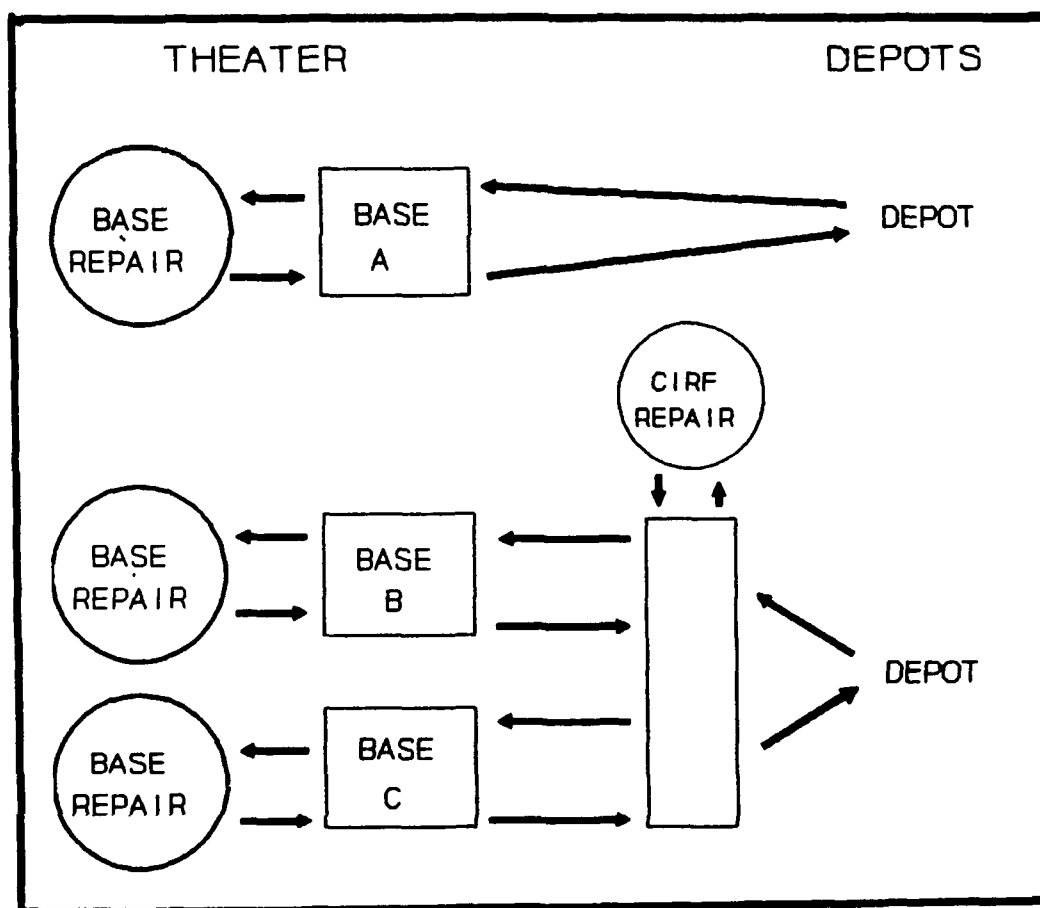 THEATER
DEPOTS
BASE
REPAIR
BASE
A
DEPOT
CIRF
REPAIR
BASE
REPAIR
BASE
B
DEPOT
BASE
REPAIR
BASE
C